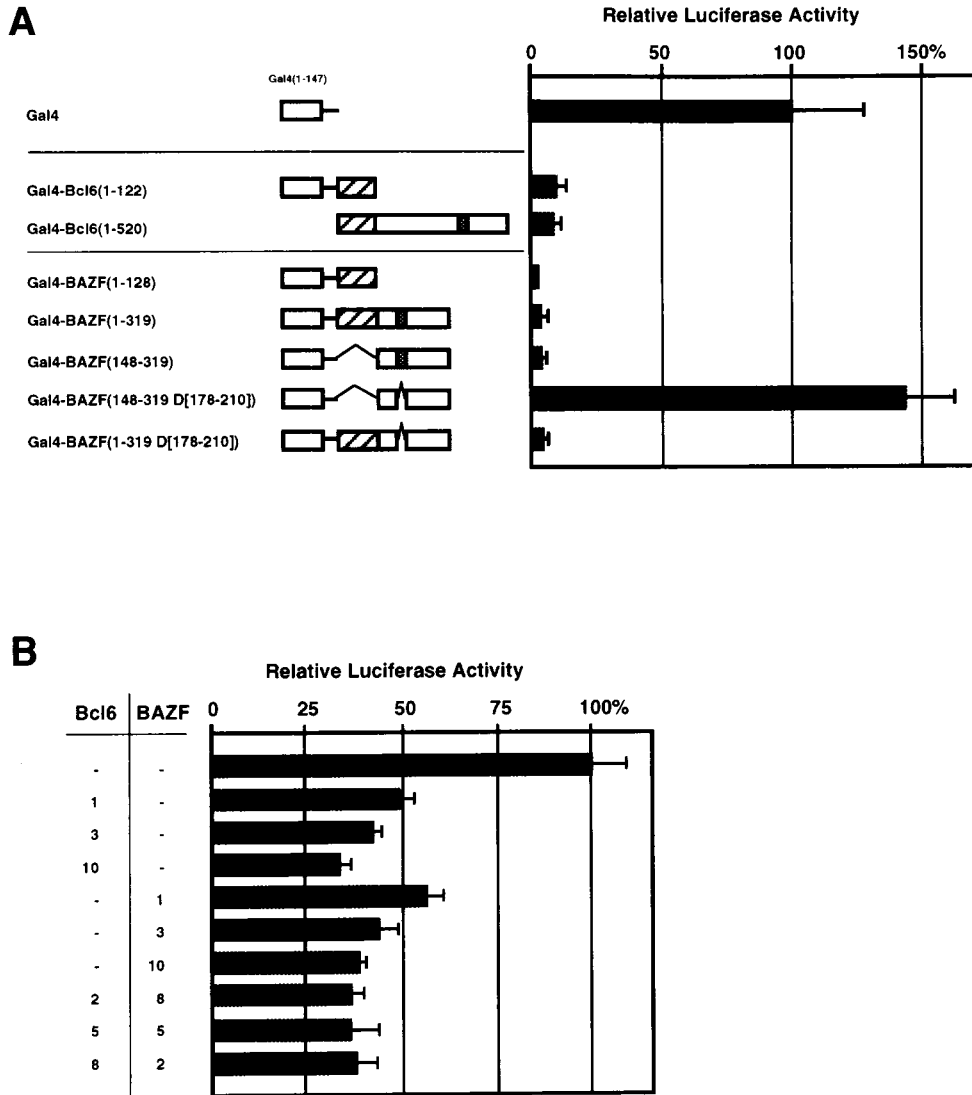 A
Relative Luciferase Activity
0 50 100 150%
Gal4(1-147)
Gal4
Gal4-Bcl6(1-122)
Gal4-Bcl6(1-520)
Gal4-BAZF(1-128)
Gal4-BAZF(1-319)
Gal4-BAZF(148-319)
Gal4-BAZF(148-319 D[178-210])
Gal4-BAZF(1-319 D[178-210])
B
Relative Luciferase Activity
Bcl6 BAZF 0 25 50 75 100%
- -
1 -
3 -
10 -
- 1
- 3
- 10
2 8
5 5
8 2